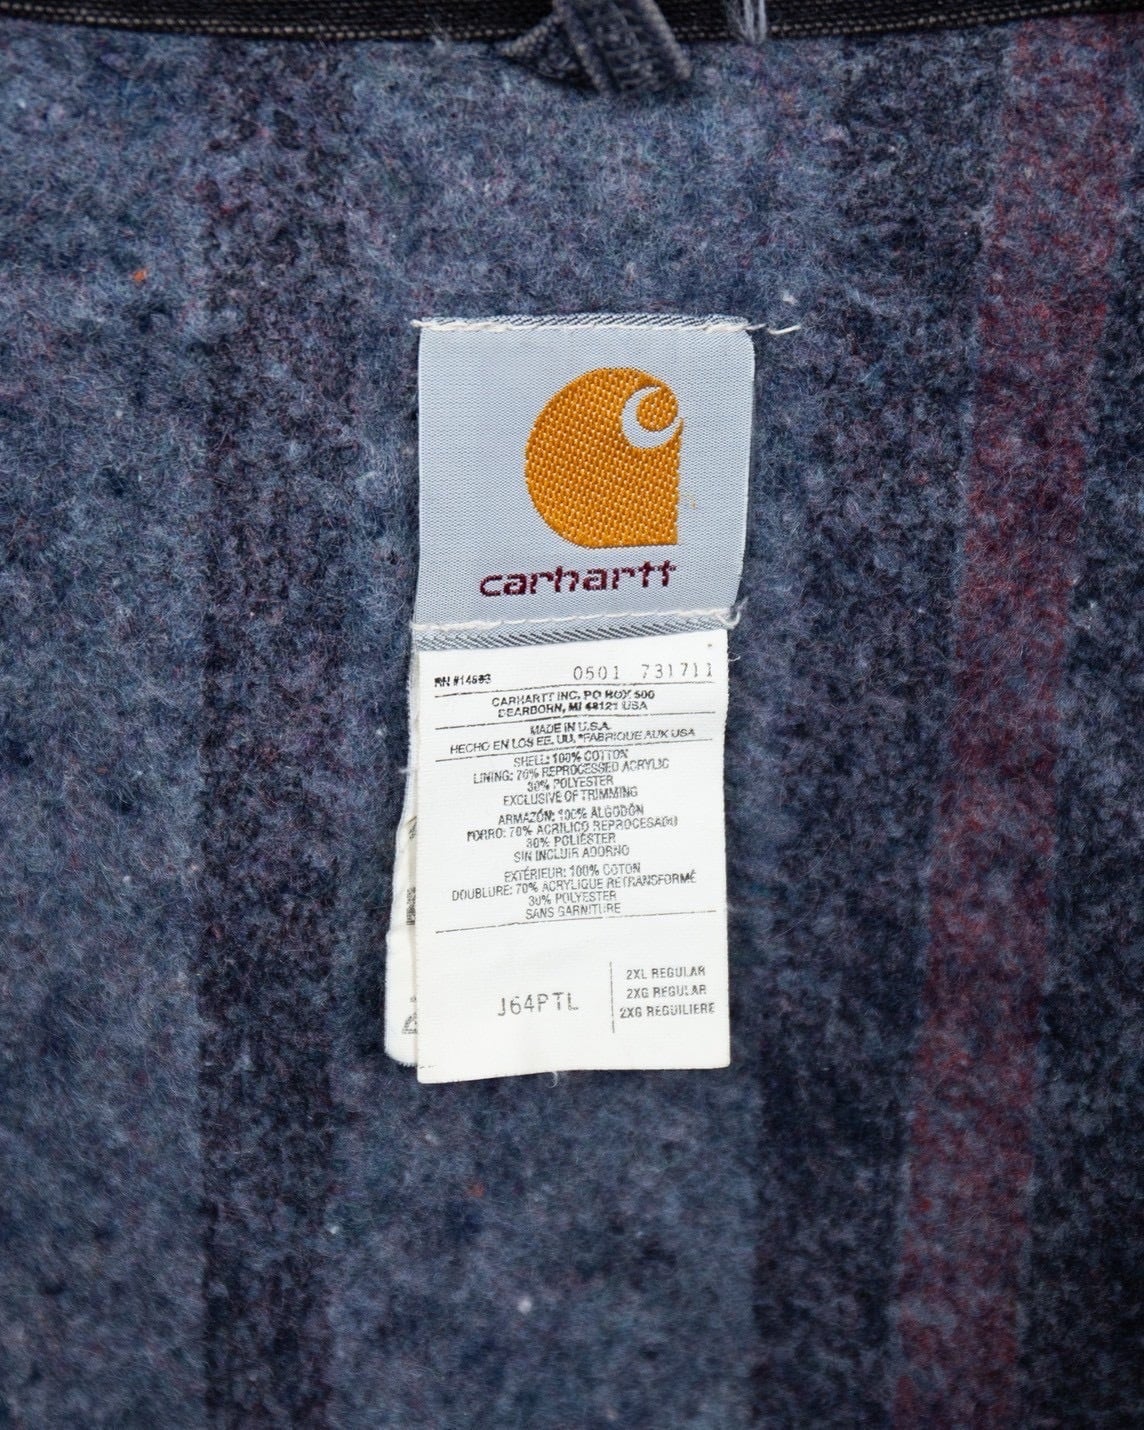 carhartt
RN #14693 0501 731711
CARHARTT INC, PO BOX 500
DEARBORN, MI 48121 USA
MADE IN U.S.A.
HECHO EN LOS EE. UU. *FABRIQUE AUX USA
SHELL: 100% COTTON
LINING: 70% REPROCESSED ACRYLIC
30% POLYESTER
EXCLUSIVE OF TRIMMING
ARMAZÓN: 100% ALGODÓN
FORRO: 70% ACRILICO REPROCESADO
30% POLIÉSTER
SIN INCLUIR ADORNO
EXTÉRIEUR: 100% COTON
DOUBLURE: 70% ACRYLIQUE RETRANSFORMÉ
30% POLYESTER
SANS GARNITURE
J64PTL
2XL REGULAR
2XG REGULAR
2XG REGUILIERE